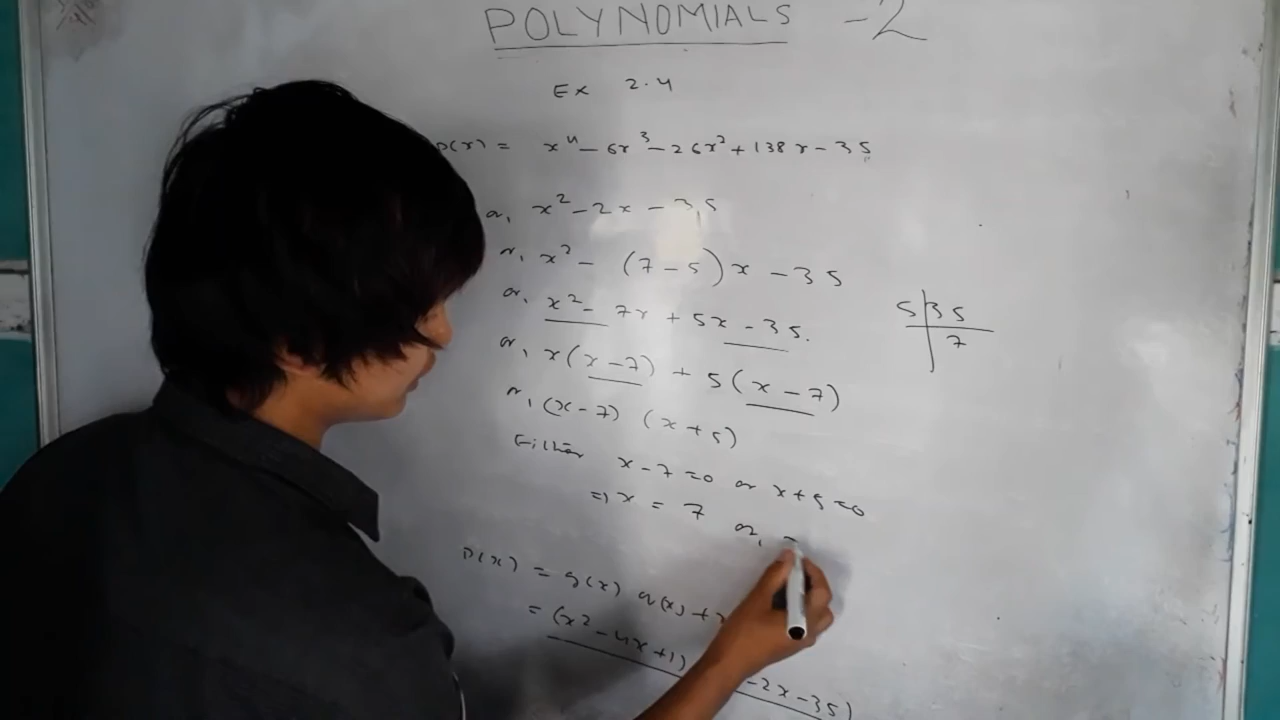 POLYNOMIALS - 2
Ex 2.4
P(x) = x⁴ - 6x³ - 26x² + 138x - 35
or, x² - 2x - 35
or, x² - (7 - 5)x - 35
or, x² - 7x + 5x - 35.
or, x(x - 7) + 5(x - 7)
or, (x - 7) (x + 5)
Either x - 7 = 0 or x + 5 = 0
⇒ x = 7 or, -
P(x) = g(x) q(x) +
= (x² - 4x + 1) - 2x - 35)
5 | 35
7